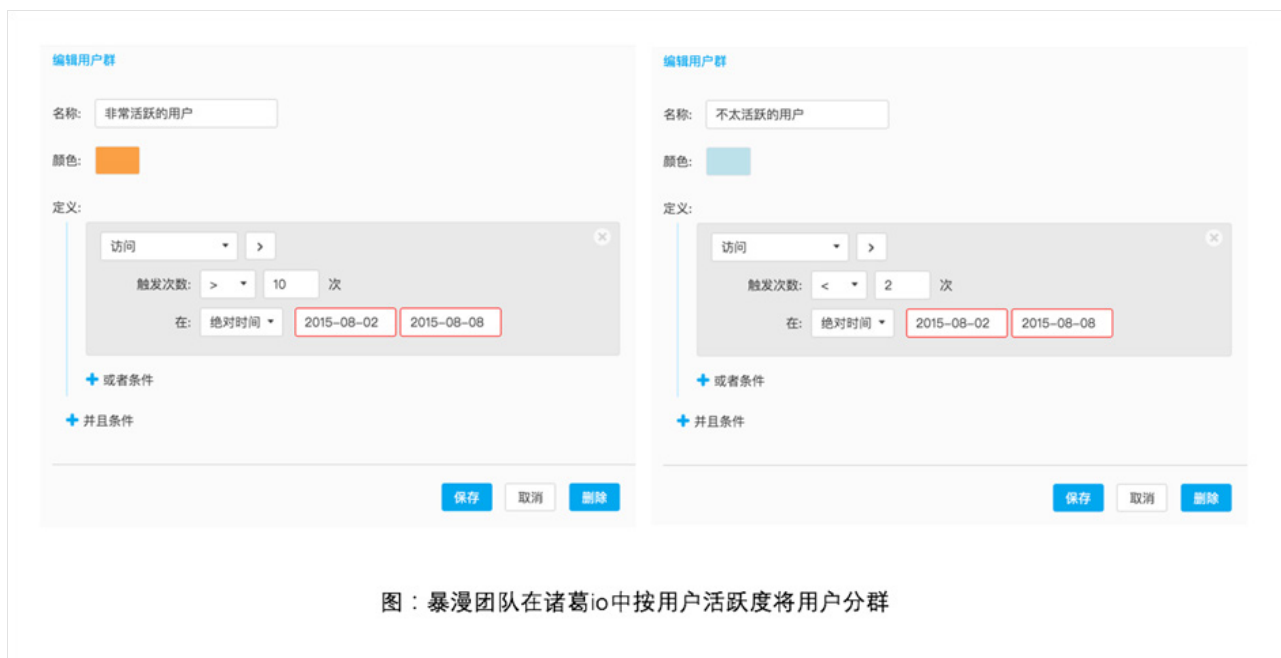 编辑用户群
名称: 非常活跃的用户
颜色:
定义:
访问 >
触发次数: > 10 次
在: 绝对时间 2015-08-02 2015-08-08
+ 或者条件
+ 并且条件
保存 取消 删除
编辑用户群
名称: 不太活跃的用户
颜色:
定义:
访问 >
触发次数: < 2 次
在: 绝对时间 2015-08-02 2015-08-08
+ 或者条件
+ 并且条件
保存 取消 删除
图：暴漫团队在诸葛io中按用户活跃度将用户分群